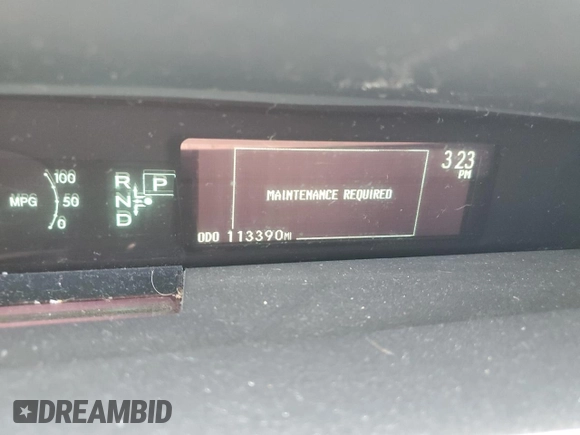 100
MPG
50
0
R
P
N
D
3:23
PM
MAINTENANCE REQUIRED
ODO 113390MI
DREAMBID